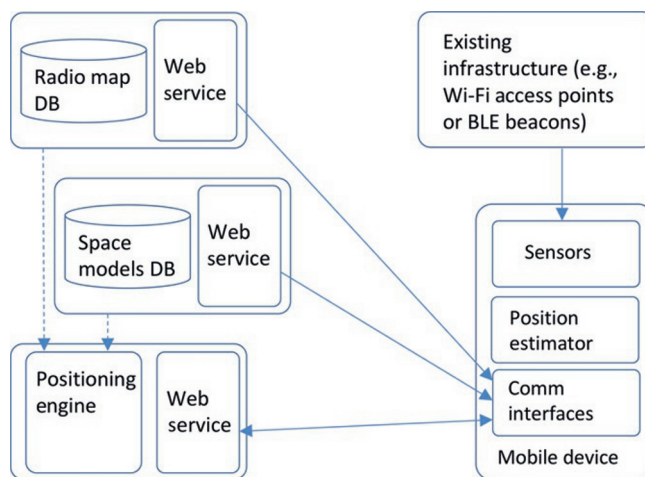 Radio map
DB
Web
service
Existing
infrastructure (e.g.,
Wi-Fi access points
or BLE beacons)
Space
models DB
Web
service
Sensors
Position
estimator
Positioning
engine
Web
service
Comm
interfaces
Mobile device